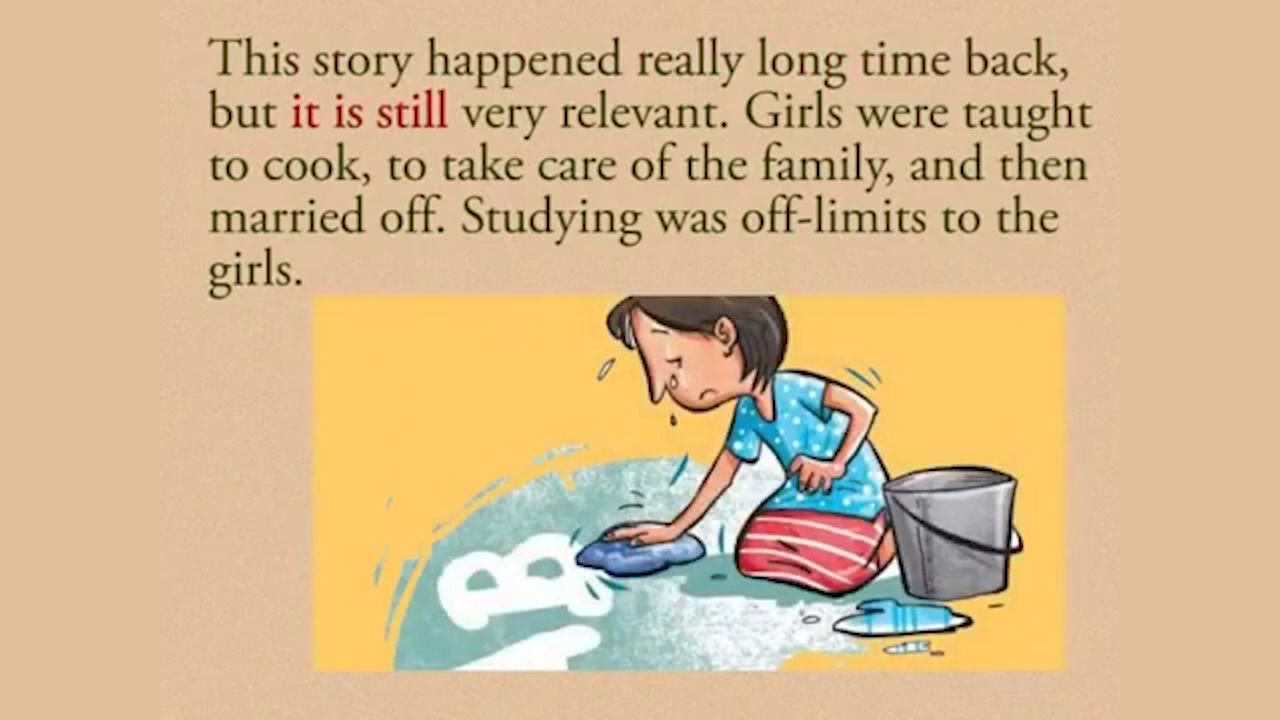 This story happened really long time back,
but it is still very relevant. Girls were taught
to cook, to take care of the family, and then
married off. Studying was off-limits to the
girls.
B